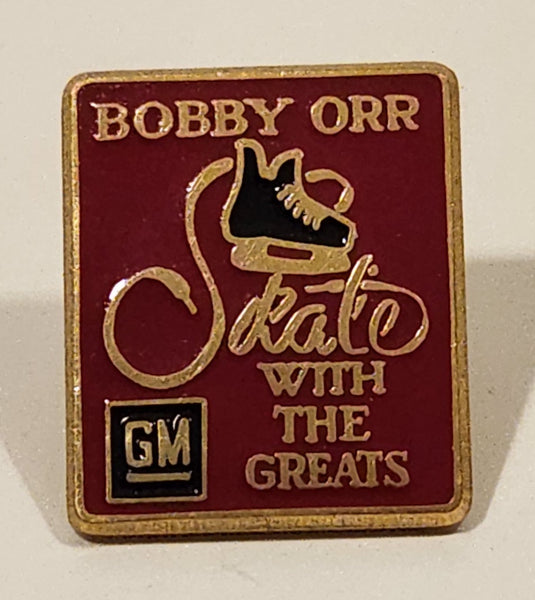 BOBBY ORR
Skate
WITH
THE
GREATS
GM